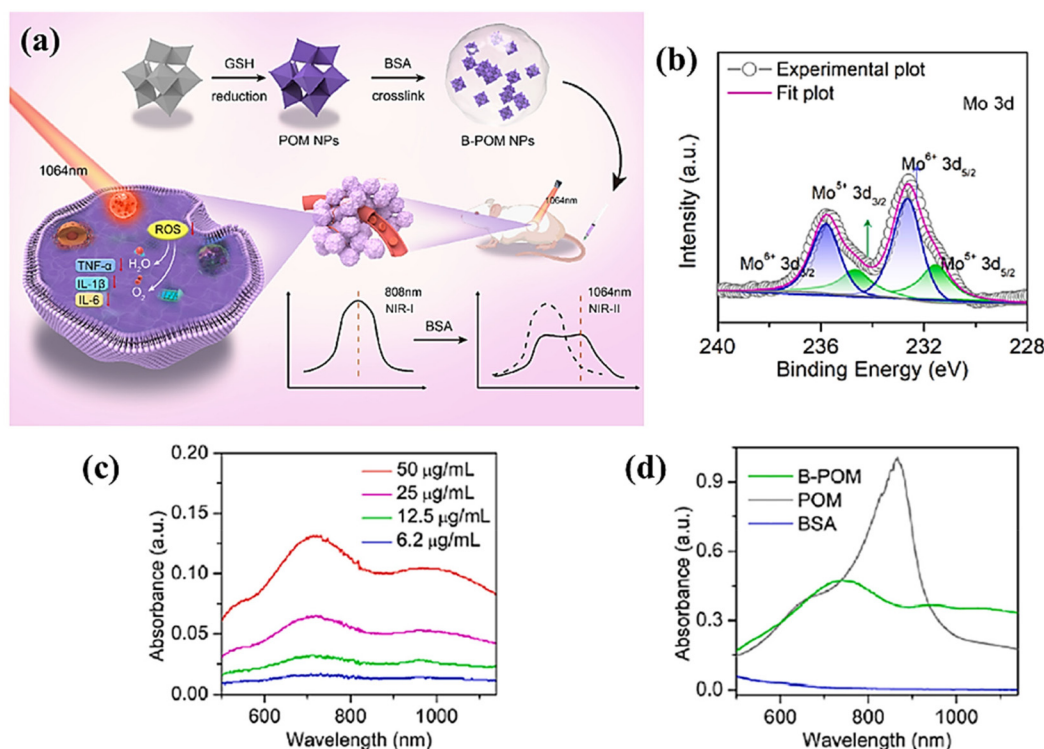 (a)
GSH
reduction
POM NPs
BSA
crosslink
B-POM NPs
1064nm
1064nm
ROS
TNF-α
H₂O
IL-1β
IL-6
O₂
808nm
NIR-I
BSA
1064nm
NIR-II
(b)
Experimental plot
Fit plot
Mo 3d
Mo⁶⁺ 3d₅/₂
Mo⁵⁺ 3d₃/₂
Mo⁶⁺ 3d₃/₂
Mo⁵⁺ 3d₅/₂
Intensity (a.u.)
240 236 232 228
Binding Energy (eV)
(c)
50 μg/mL
25 μg/mL
12.5 μg/mL
6.2 μg/mL
Absorbance (a.u.)
0.20
0.15
0.10
0.05
0.00
600 800 1000
Wavelength (nm)
(d)
B-POM
POM
BSA
Absorbance (a.u.)
0.9
0.6
0.3
0.0
600 800 1000
Wavelength (nm)